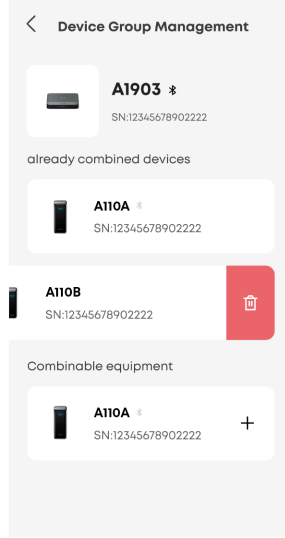 Device Group Management
A1903
SN:12345678902222
already combined devices
A110A
SN:12345678902222
A110B
SN:12345678902222
Combinable equipment
A110A
SN:12345678902222